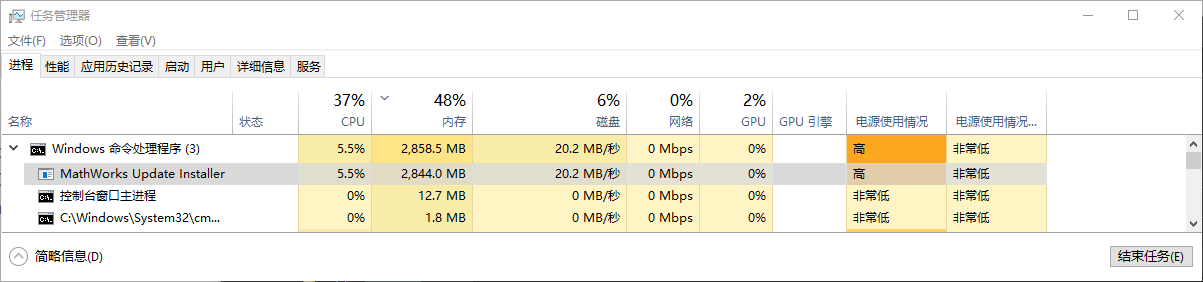 任务管理器
文件(F) 选项(O) 查看(V)
进程 性能 应用历史记录 启动 用户 详细信息 服务
37% 48% 6% 0% 2%
名称 状态 CPU 内存 磁盘 网络 GPU GPU 引擎 电源使用情况 电源使用情况...
Windows 命令处理程序 (3) 5.5% 2,858.5 MB 20.2 MB/秒 0 Mbps 0% 高 非常低
MathWorks Update Installer 5.5% 2,844.0 MB 20.2 MB/秒 0 Mbps 0% 高 非常低
控制台窗口主进程 0% 12.7 MB 0 MB/秒 0 Mbps 0% 非常低 非常低
C:\Windows\System32\cm... 0% 1.8 MB 0 MB/秒 0 Mbps 0% 非常低 非常低
简略信息(D) 结束任务(E)